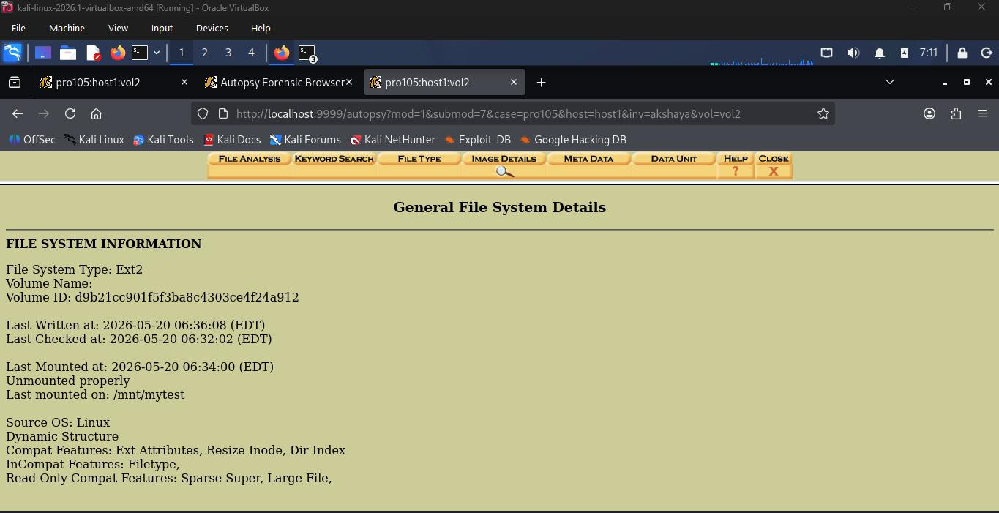 kali-linux-2026.1-virtualbox-amd64 [Running] - Oracle VirtualBox
File Machine View Input Devices Help
1 2 3 4 3 7:11
pro105:host1:vol2 Autopsy Forensic Browser pro105:host1:vol2
http://localhost:9999/autopsy?mod=1&submod=7&case=pro105&host=host1&inv=akshaya&vol=vol2
OffSec Kali Linux Kali Tools Kali Docs Kali Forums Kali NetHunter Exploit-DB Google Hacking DB
FILE ANALYSIS KEYWORD SEARCH FILE TYPE IMAGE DETAILS META DATA DATA UNIT HELP CLOSE
? X
General File System Details
FILE SYSTEM INFORMATION
File System Type: Ext2
Volume Name:
Volume ID: d9b21cc901f5f3ba8c4303ce4f24a912
Last Written at: 2026-05-20 06:36:08 (EDT)
Last Checked at: 2026-05-20 06:32:02 (EDT)
Last Mounted at: 2026-05-20 06:34:00 (EDT)
Unmounted properly
Last mounted on: /mnt/mytest
Source OS: Linux
Dynamic Structure
Compat Features: Ext Attributes, Resize Inode, Dir Index
InCompat Features: Filetype,
Read Only Compat Features: Sparse Super, Large File,